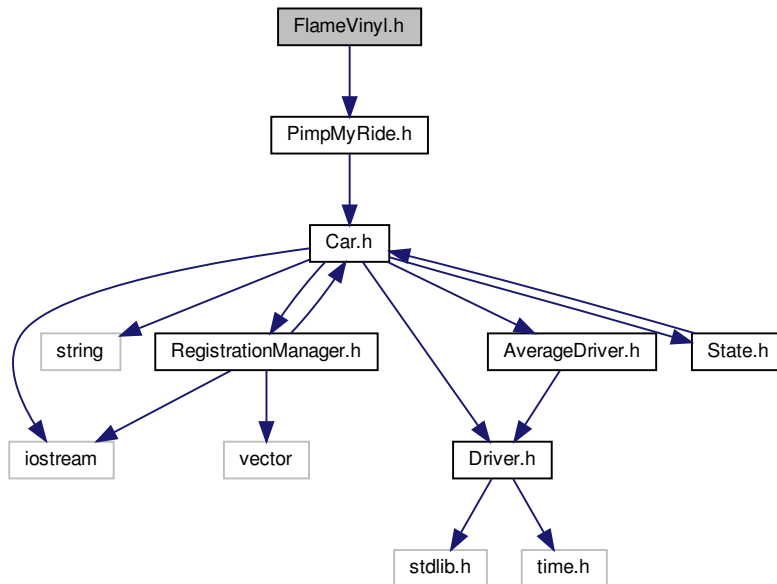 FlameVinyl.h
PimpMyRide.h
Car.h
string
RegistrationManager.h
AverageDriver.h
State.h
iostream
vector
Driver.h
stdlib.h
time.h